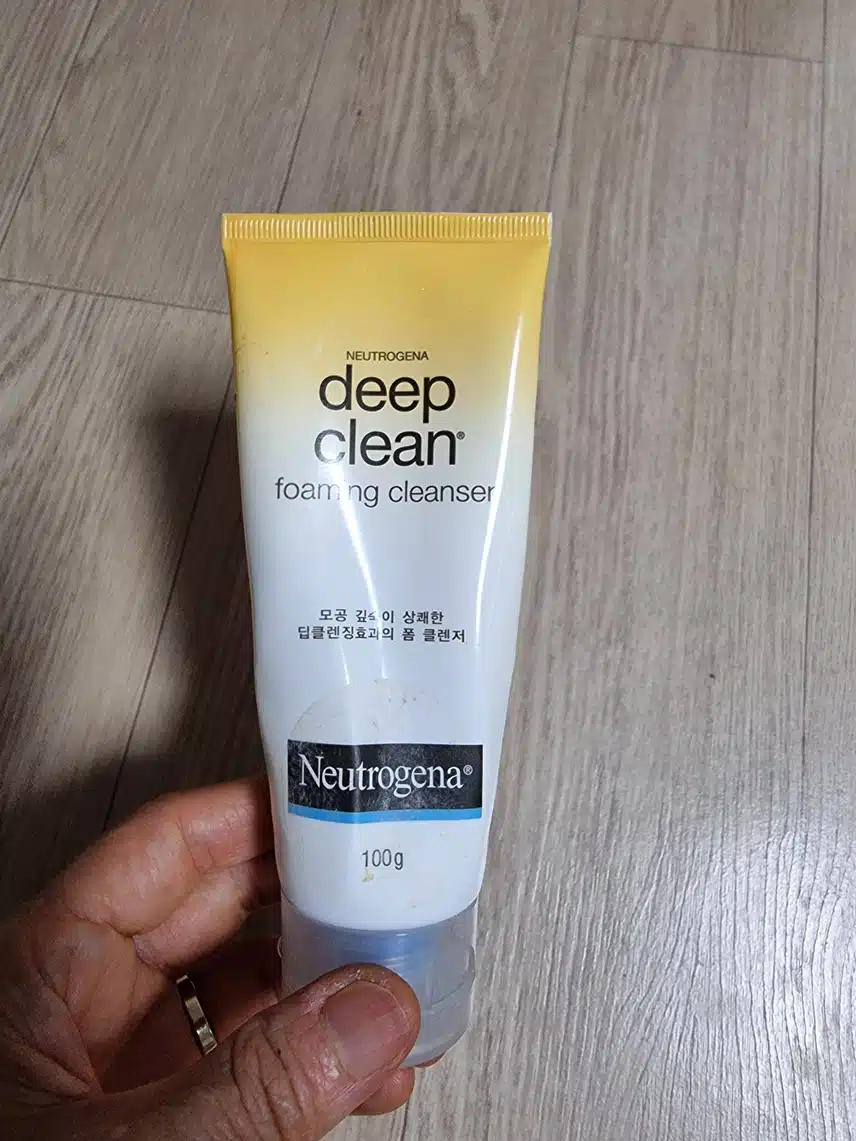 NEUTROGENA
deep
clean®
foaming cleanser
모공 깊숙이 상쾌한
딥클렌징효과의 폼 클렌저
Neutrogena®
100g